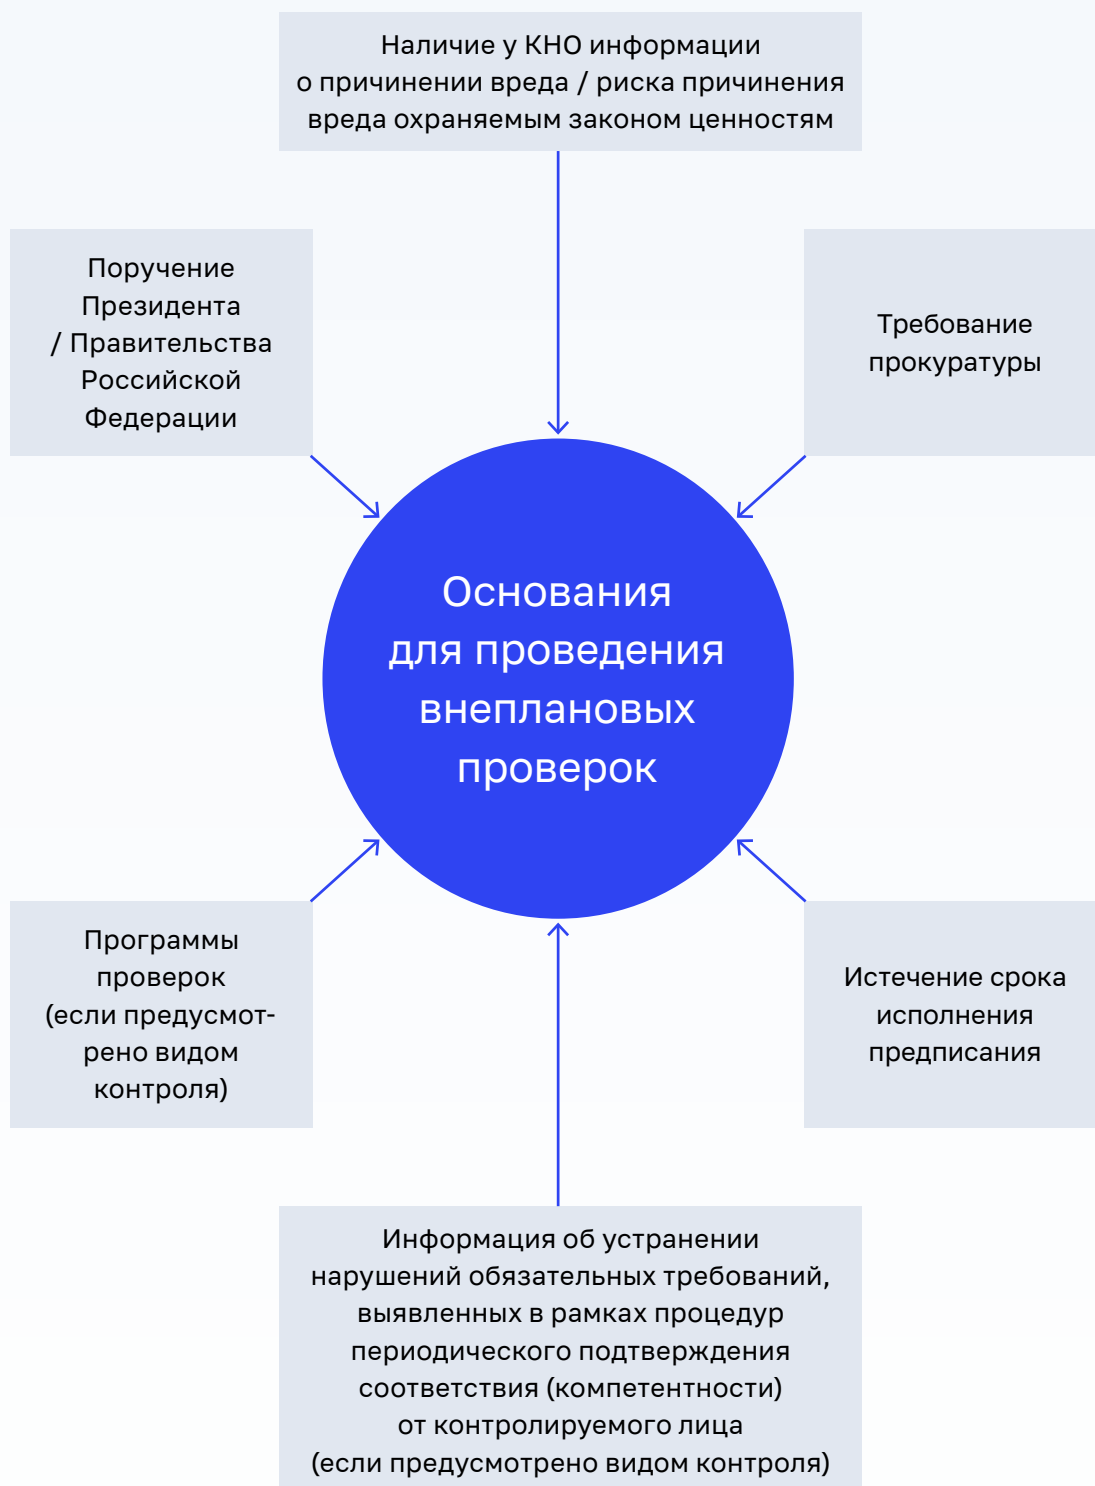 Наличие у КНО информации
о причинении вреда / риска причинения
вреда охраняемым законом ценностям
Поручение
Президента
/ Правительства
Российской
Федерации
Требование
прокуратуры
Основания
для проведения
внеплановых
проверок
Программы
проверок
(если предусмот-
рено видом
контроля)
Истечение срока
исполнения
предписания
Информация об устранении
нарушений обязательных требований,
выявленных в рамках процедур
периодического подтверждения
соответствия (компетентности)
от контролируемого лица
(если предусмотрено видом контроля)